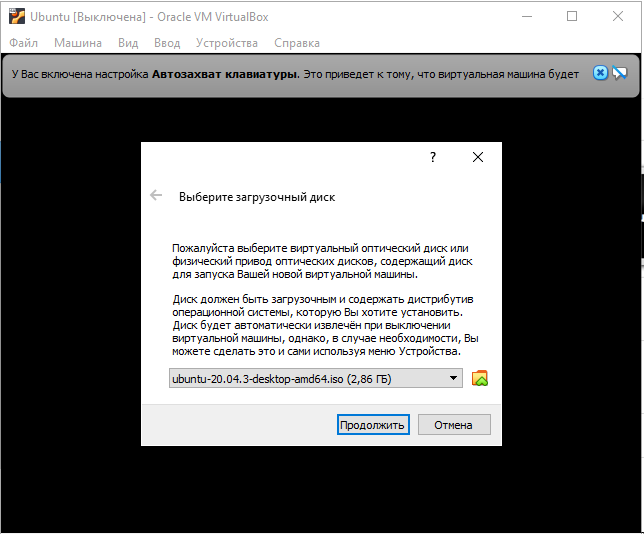 Ubuntu [Выключена] - Oracle VM VirtualBox
Файл Машина Вид Ввод Устройства Справка
У Вас включена настройка Автозахват клавиатуры. Это приведет к тому, что виртуальная машина будет
?
Выберите загрузочный диск
Пожалуйста выберите виртуальный оптический диск или
физический привод оптических дисков, содержащий диск
для запуска Вашей новой виртуальной машины.
Диск должен быть загрузочным и содержать дистрибутив
операционной системы, которую Вы хотите установить.
Диск будет автоматически извлечён при выключении
виртуальной машины, однако, в случае необходимости, Вы
можете сделать это и сами используя меню Устройства.
ubuntu-20.04.3-desktop-amd64.iso (2,86 ГБ)
Продолжить Отмена